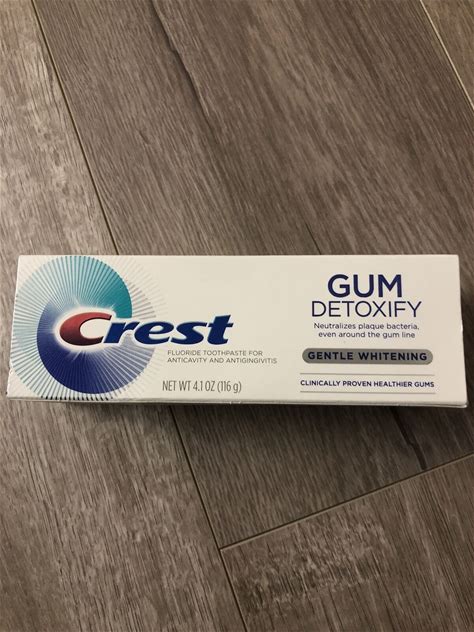 Crest
FLUORIDE TOOTHPASTE FOR
ANTICAVITY AND ANTIGINGIVITIS
NET WT 4.1 OZ (116 g)
GUM
DETOXIFY
Neutralizes plaque bacteria,
even around the gum line
GENTLE WHITENING
CLINICALLY PROVEN HEALTHIER GUMS